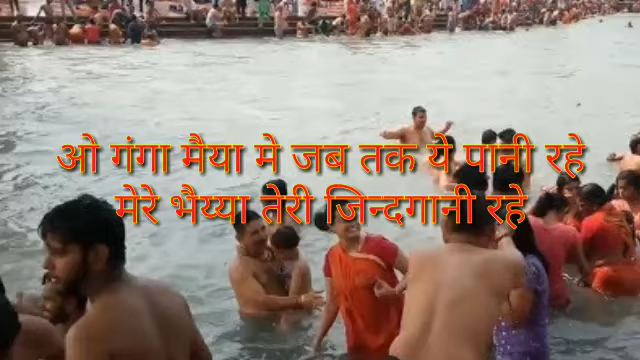 ओ गंगा मैया मे जब तक ये पानी रहे
मेरे भैय्या तेरी जिन्दगानी रहे